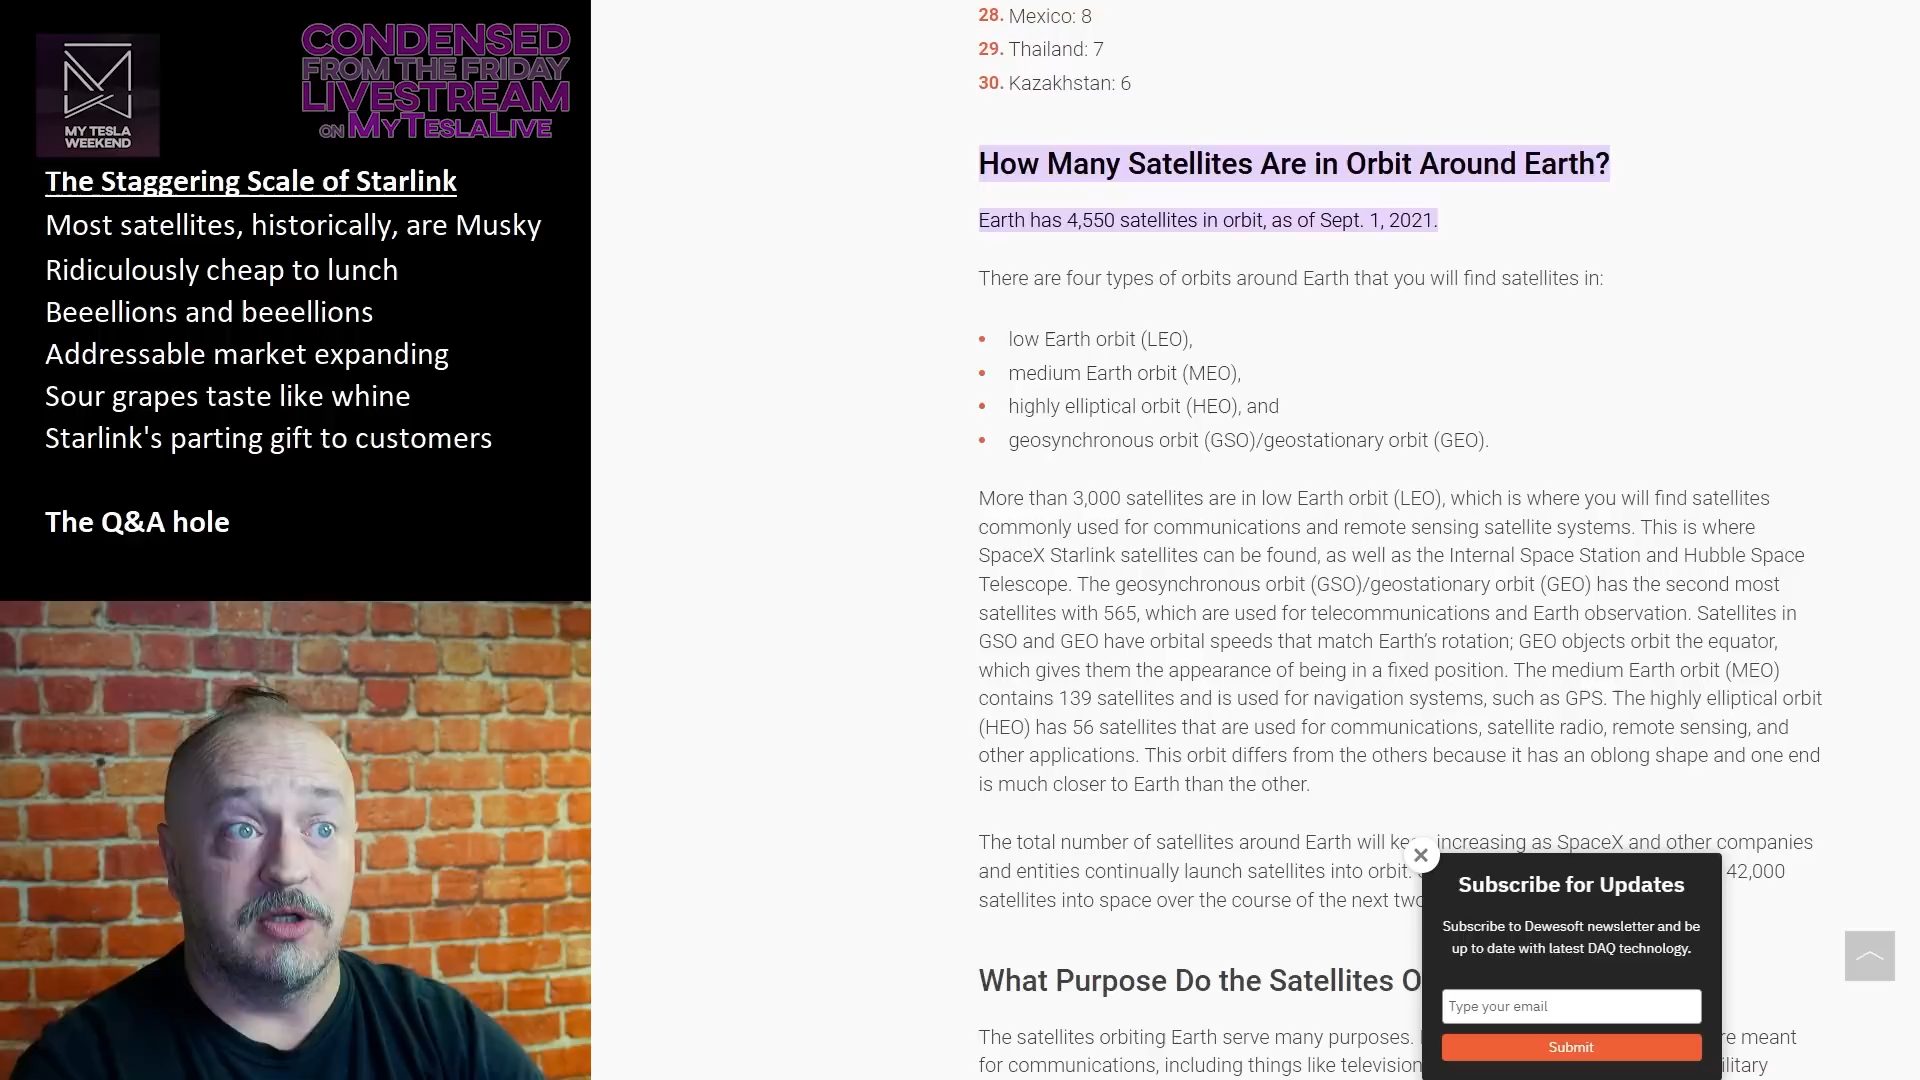 MY TESLA
WEEKEND
CONDENSED
FROM THE FRIDAY
LIVESTREAM
ON MYTESLALIVE
The Staggering Scale of Starlink
Most satellites, historically, are Musky
Ridiculously cheap to lunch
Beeellions and beeellions
Addressable market expanding
Sour grapes taste like whine
Starlink's parting gift to customers
The Q&A hole
28. Mexico: 8
29. Thailand: 7
30. Kazakhstan: 6
How Many Satellites Are in Orbit Around Earth?
Earth has 4,550 satellites in orbit, as of Sept. 1, 2021.
There are four types of orbits around Earth that you will find satellites in:
• low Earth orbit (LEO),
• medium Earth orbit (MEO),
• highly elliptical orbit (HEO), and
• geosynchronous orbit (GSO)/geostationary orbit (GEO).
More than 3,000 satellites are in low Earth orbit (LEO), which is where you will find satellites
commonly used for communications and remote sensing satellite systems. This is where
SpaceX Starlink satellites can be found, as well as the Internal Space Station and Hubble Space
Telescope. The geosynchronous orbit (GSO)/geostationary orbit (GEO) has the second most
satellites with 565, which are used for telecommunications and Earth observation. Satellites in
GSO and GEO have orbital speeds that match Earth's rotation; GEO objects orbit the equator,
which gives them the appearance of being in a fixed position. The medium Earth orbit (MEO)
contains 139 satellites and is used for navigation systems, such as GPS. The highly elliptical orbit
(HEO) has 56 satellites that are used for communications, satellite radio, remote sensing, and
other applications. This orbit differs from the others because it has an oblong shape and one end
is much closer to Earth than the other.
The total number of satellites around Earth will increasing as SpaceX and other companies
and entities continually launch satellites into orbit. 42,000
satellites into space over the course of the next
What Purpose Do the Satellites
The satellites orbiting Earth serve many purposes. meant
for communications, including things like television
Subscribe for Updates
Subscribe to Dewesoft newsletter and be
up to date with latest DAQ technology.
Type your email
Submit